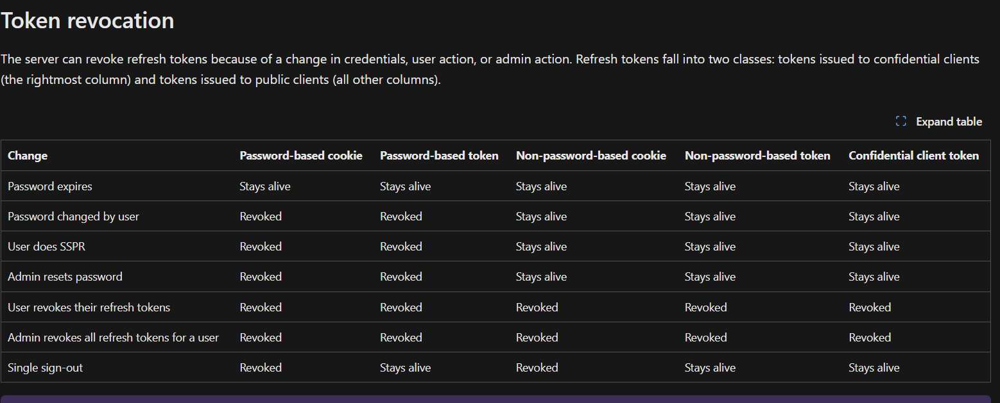 Token revocation
The server can revoke refresh tokens because of a change in credentials, user action, or admin action. Refresh tokens fall into two classes: tokens issued to confidential clients
(the rightmost column) and tokens issued to public clients (all other columns).
Expand table
Change Password-based cookie Password-based token Non-password-based cookie Non-password-based token Confidential client token
Password expires Stays alive Stays alive Stays alive Stays alive Stays alive
Password changed by user Revoked Revoked Stays alive Stays alive Stays alive
User does SSPR Revoked Revoked Stays alive Stays alive Stays alive
Admin resets password Revoked Revoked Stays alive Stays alive Stays alive
User revokes their refresh tokens Revoked Revoked Revoked Revoked Revoked
Admin revokes all refresh tokens for a user Revoked Revoked Revoked Revoked Revoked
Single sign-out Revoked Stays alive Revoked Stays alive Stays alive